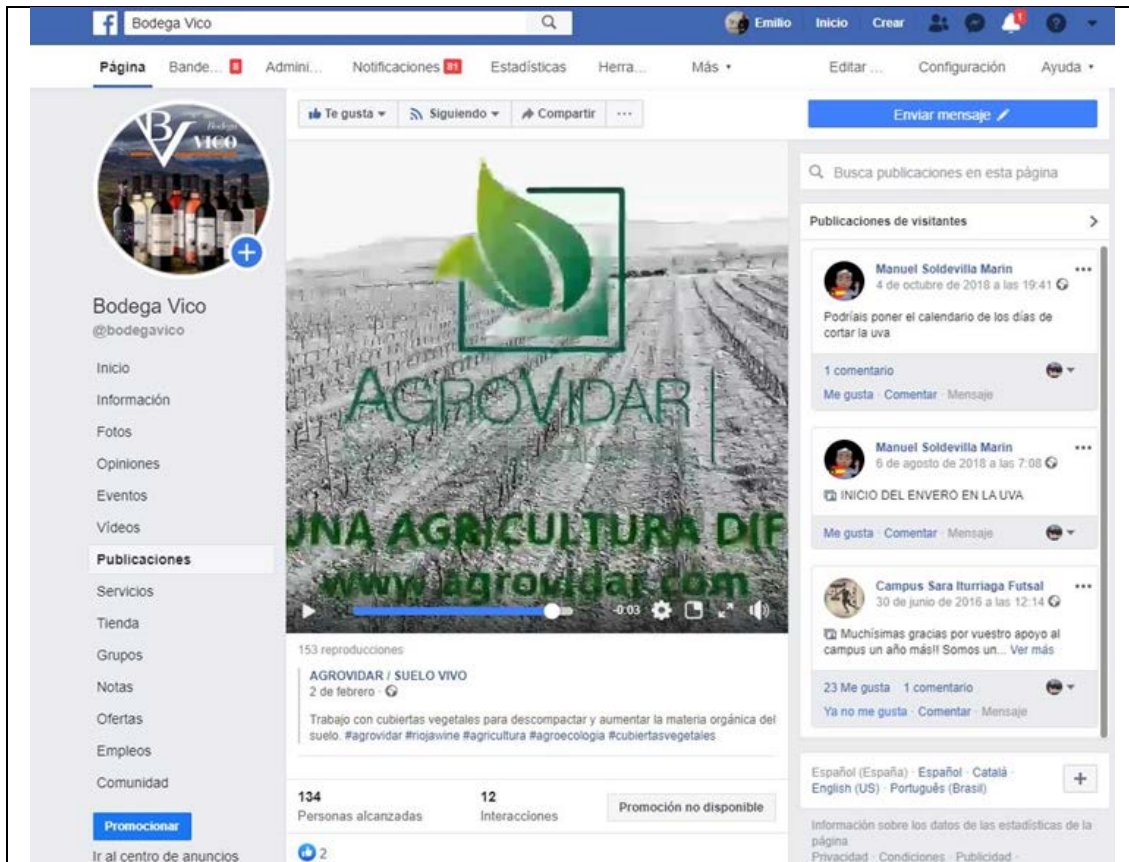 Bodega Vico
Emilio Inicio Crear 1
Página Bande... 8 Admini... Notificaciones 81 Estadísticas Herra... Más Editar ... Configuración Ayuda
BV Bodega VICO
Bodega Vico
@bodegavico
Inicio
Información
Fotos
Opiniones
Eventos
Vídeos
Publicaciones
Servicios
Tienda
Grupos
Notas
Ofertas
Empleos
Comunidad
Promocionar
Ir al centro de anuncios
Te gusta Siguiendo Compartir ...
AGROVIDAR
UNA AGRICULTURA DIF
www.agrovidar.com
-0:03
153 reproducciones
AGROVIDAR / SUELO VIVO
2 de febrero ·
Trabajo con cubiertas vegetales para descompactar y aumentar la materia orgánica del
suelo. #agrovidar #riojawine #agricultura #agroecologia #cubiertasvegetales
134
Personas alcanzadas
12
Interacciones
Promoción no disponible
2
Enviar mensaje
Busca publicaciones en esta página
Publicaciones de visitantes
Manuel Soldevilla Marin
4 de octubre de 2018 a las 19:41
Podríais poner el calendario de los días de
cortar la uva
1 comentario
Me gusta · Comentar · Mensaje
Manuel Soldevilla Marin
6 de agosto de 2018 a las 7:08
INICIO DEL ENVERO EN LA UVA
Me gusta · Comentar · Mensaje
Campus Sara Iturriaga Futsal
30 de junio de 2016 a las 12:14
Muchísimas gracias por vuestro apoyo al
campus un año más!! Somos un... Ver más
23 Me gusta 1 comentario
Ya no me gusta · Comentar · Mensaje
Español (España) · Español · Català ·
English (US) · Português (Brasil)
Información sobre los datos de las estadísticas de la
página
Privacidad · Condiciones · Publicidad ·